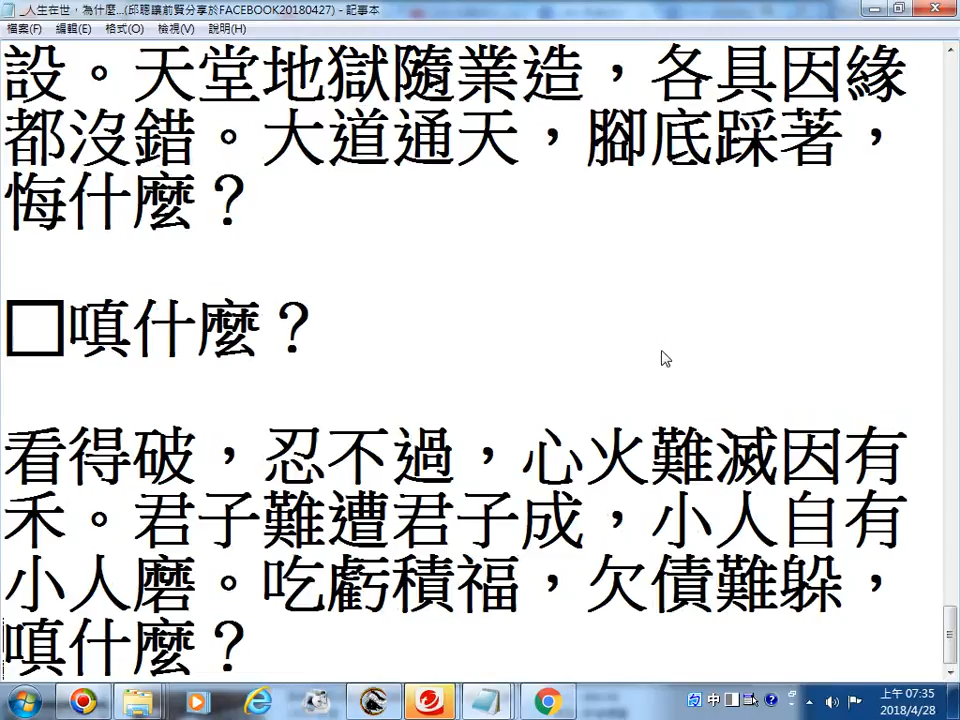 _人生在世，為什麼...(邱聰讓前賢分享於FACEBOOK20180427) - 記事本
檔案(F) 編輯(E) 格式(O) 檢視(V) 說明(H)
設。天堂地獄隨業造，各具因緣
都沒錯。大道通天，腳底踩著，
悔什麼？
□嗔什麼？
看得破，忍不過，心火難滅因有
禾。君子難遭君子成，小人自有
小人磨。吃虧積福，欠債難躲，
嗔什麼？
中
上午 07:35
2018/4/28